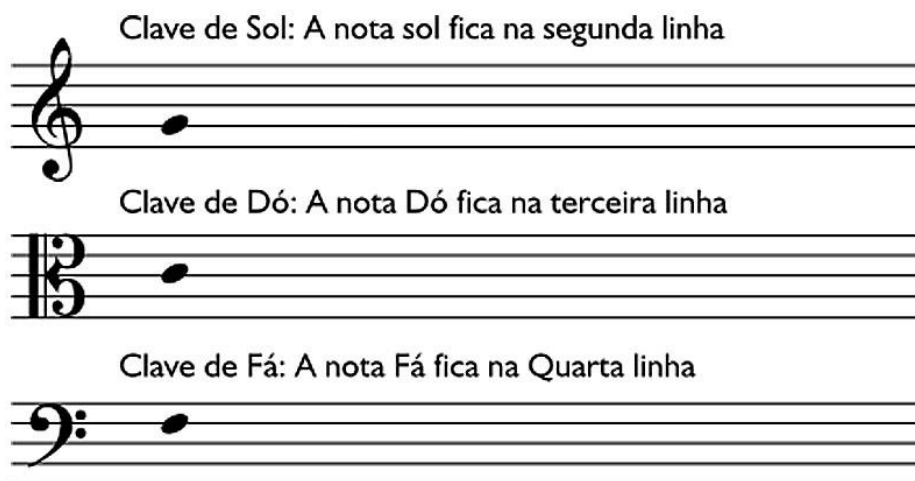 Clave de Sol: A nota sol fica na segunda linha
Clave de Dó: A nota Dó fica na terceira linha
Clave de Fá: A nota Fá fica na Quarta linha